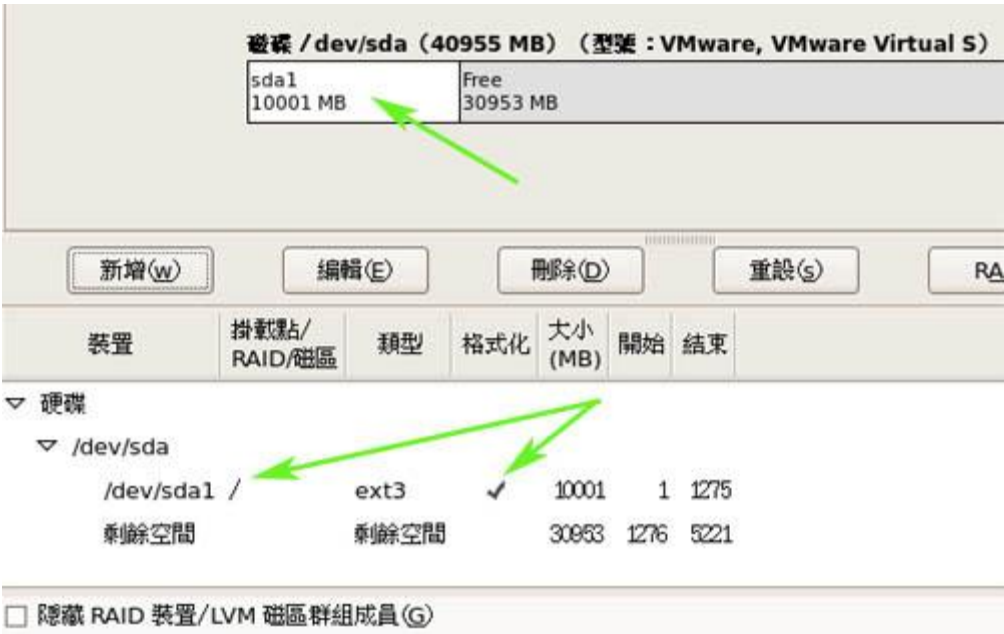 磁碟 /dev/sda（40955 MB）（型號：VMware, VMware Virtual S）
sda1
10001 MB
Free
30953 MB
新增(w)
編輯(E)
刪除(D)
重設(s)
RA
裝置
掛載點/
RAID/磁區
類型
格式化
大小
(MB)
開始
結束
硬碟
/dev/sda
/dev/sda1 / ext3 10001 1 1275
剩餘空間 剩餘空間 30953 1276 5221
隱藏 RAID 裝置/LVM 磁區群組成員(G)